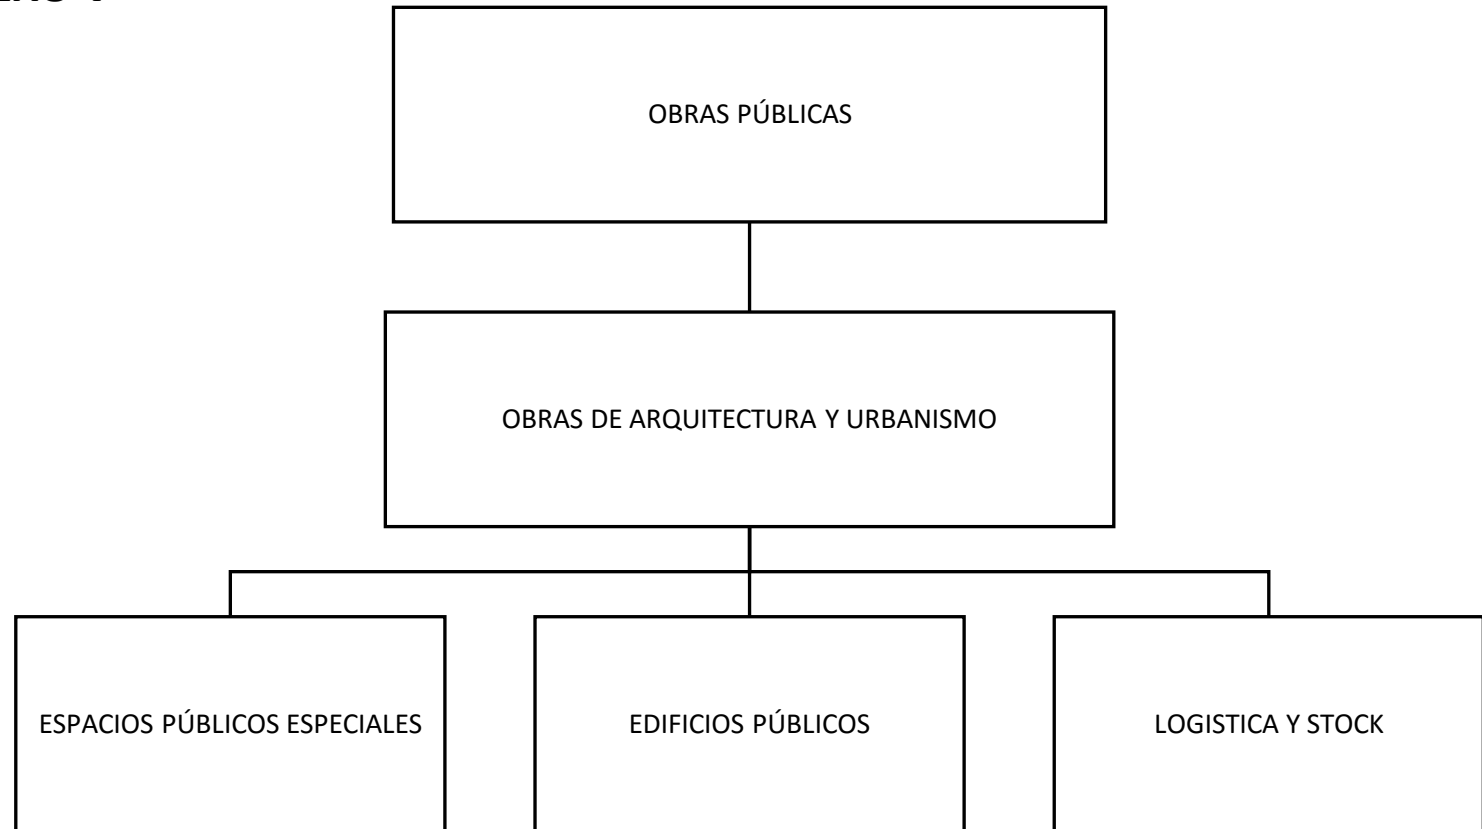 OBRAS PÚBLICAS
OBRAS DE ARQUITECTURA Y URBANISMO
ESPACIOS PÚBLICOS ESPECIALES
EDIFICIOS PÚBLICOS
LOGISTICA Y STOCK